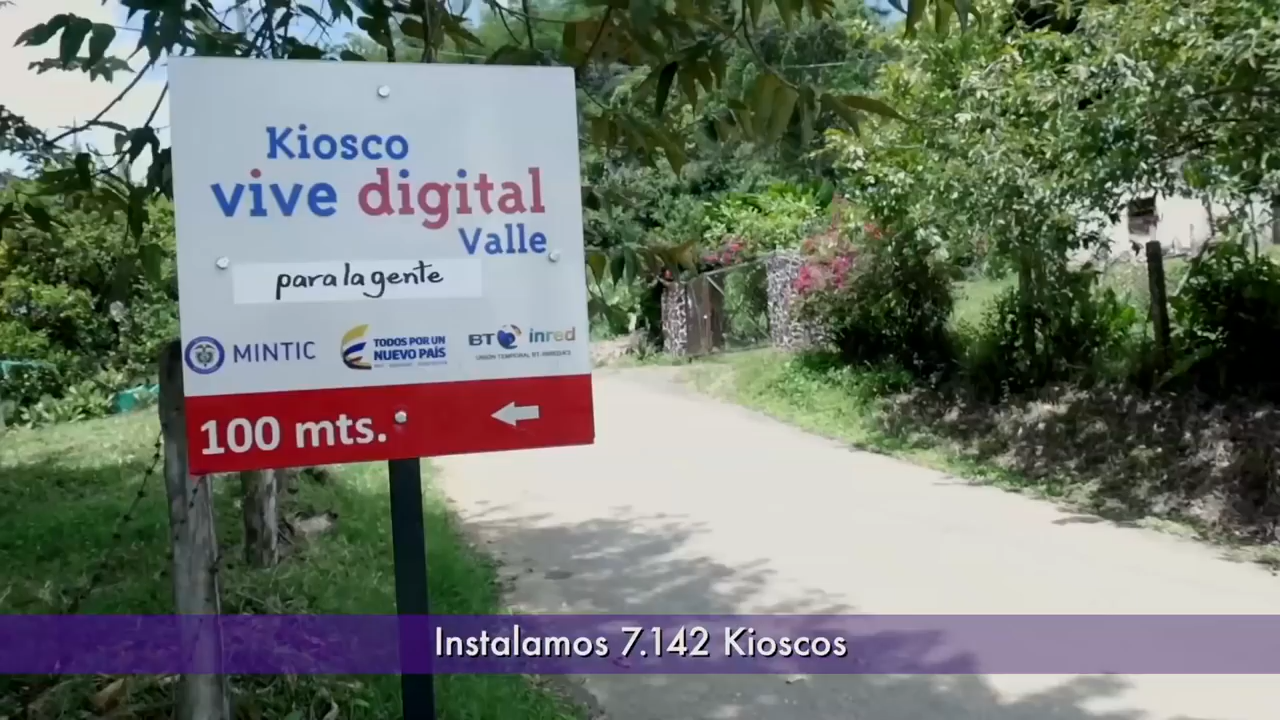 Kiosco
vive digital
Valle
para la gente
MINTIC
TODOS POR UN
NUEVO PAÍS
BT inred
100 mts.
Instalamos 7.142 Kioscos